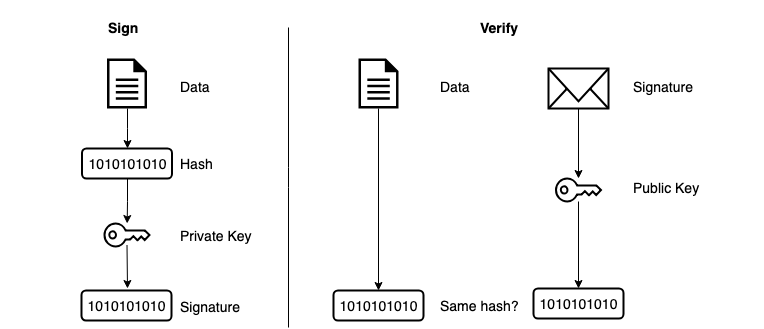 Sign
Verify
Data
Data
Signature
1010101010
Hash
Public Key
Private Key
1010101010
Signature
1010101010
Same hash?
1010101010